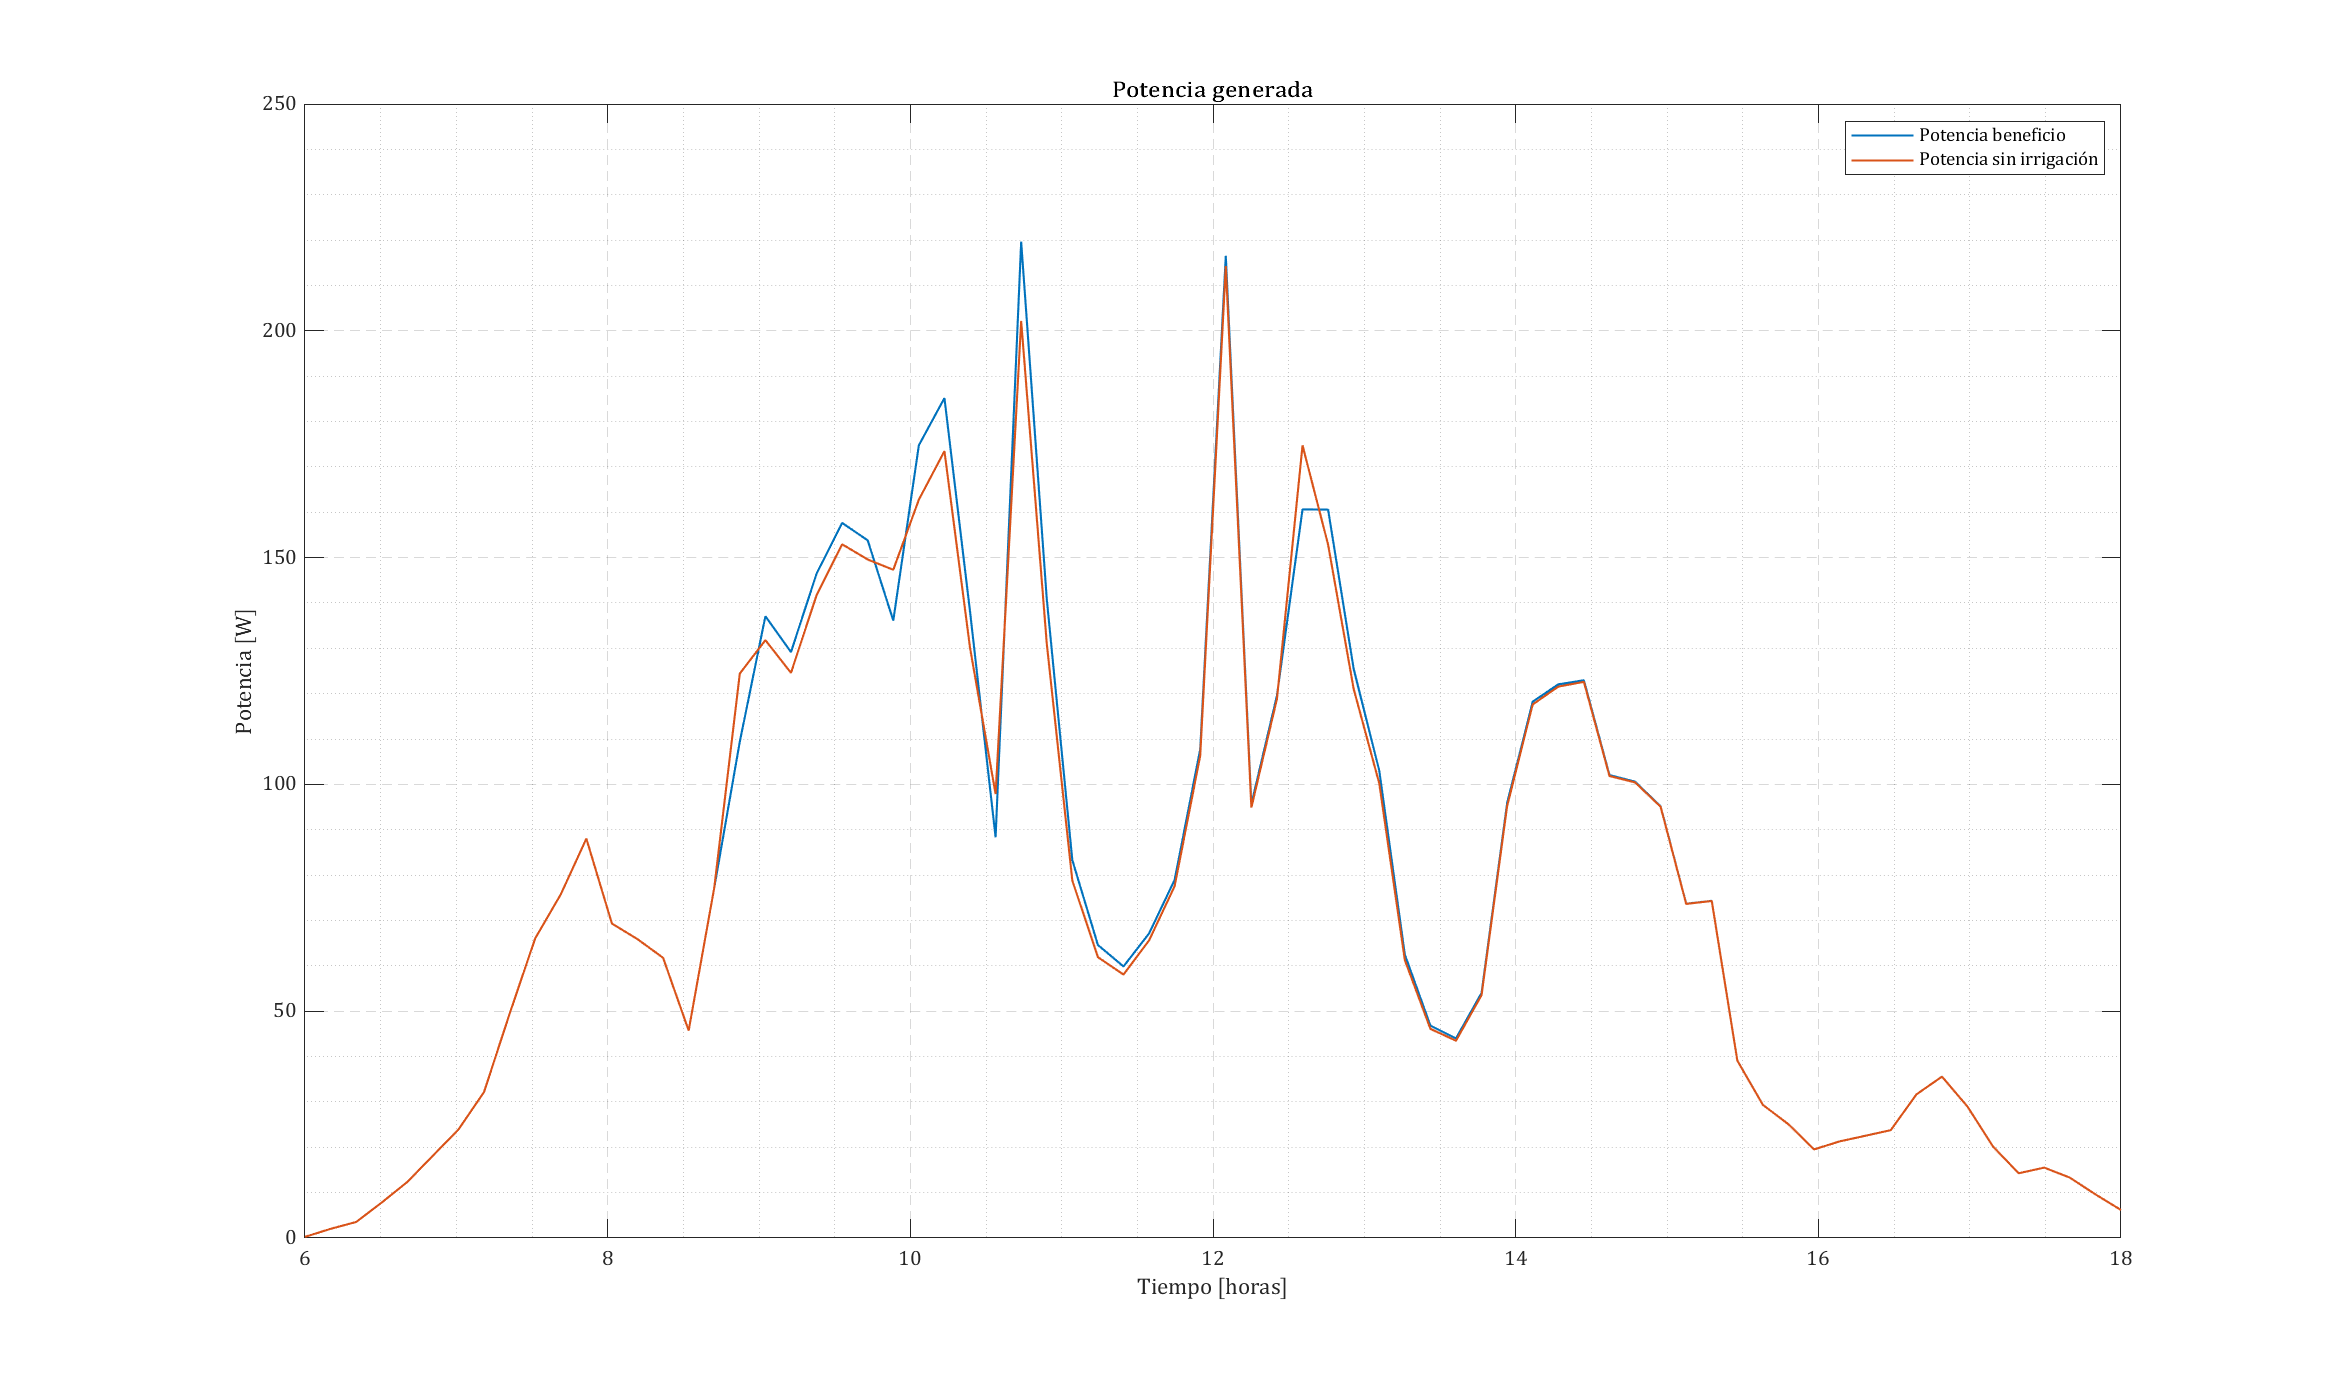 Potencia generada
250
Potencia beneficio
Potencia sin irrigación
200
150
Potencia [W]
100
50
0
6 8 10 12 14 16 18
Tiempo [horas]